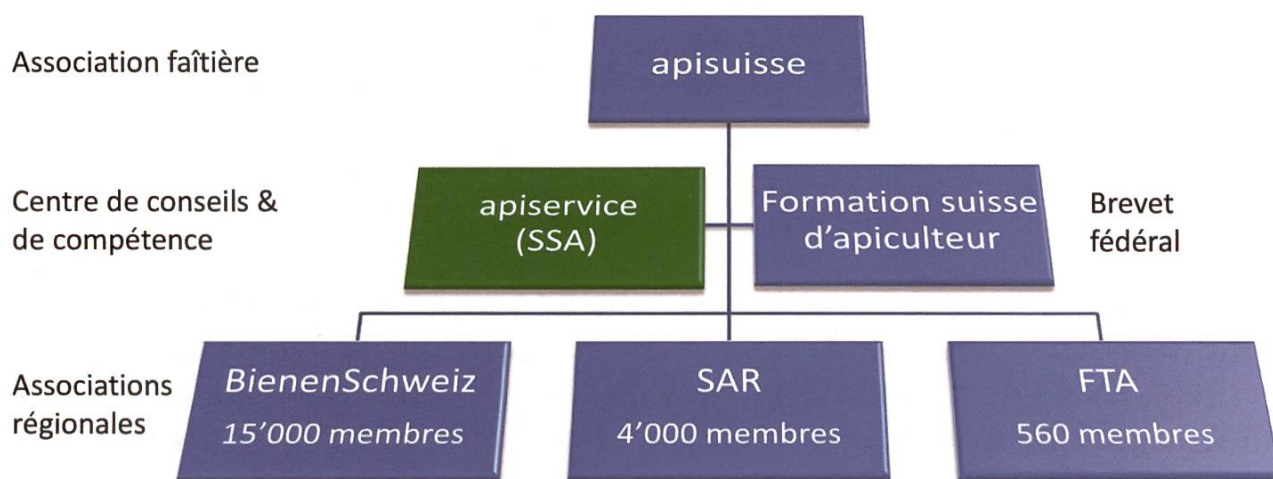 Association faîtière
apisuisse
Centre de conseils &
de compétence
apiservice
(SSA)
Formation suisse
d'apiculteur
Brevet
fédéral
Associations
régionales
BienenSchweiz
15'000 membres
SAR
4'000 membres
FTA
560 membres